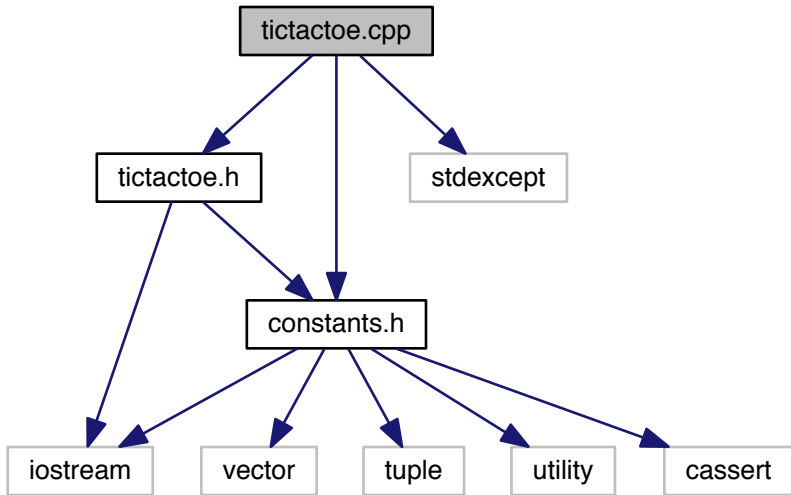 tictactoe.cpp
tictactoe.h
stdexcept
constants.h
iostream
vector
tuple
utility
cassert